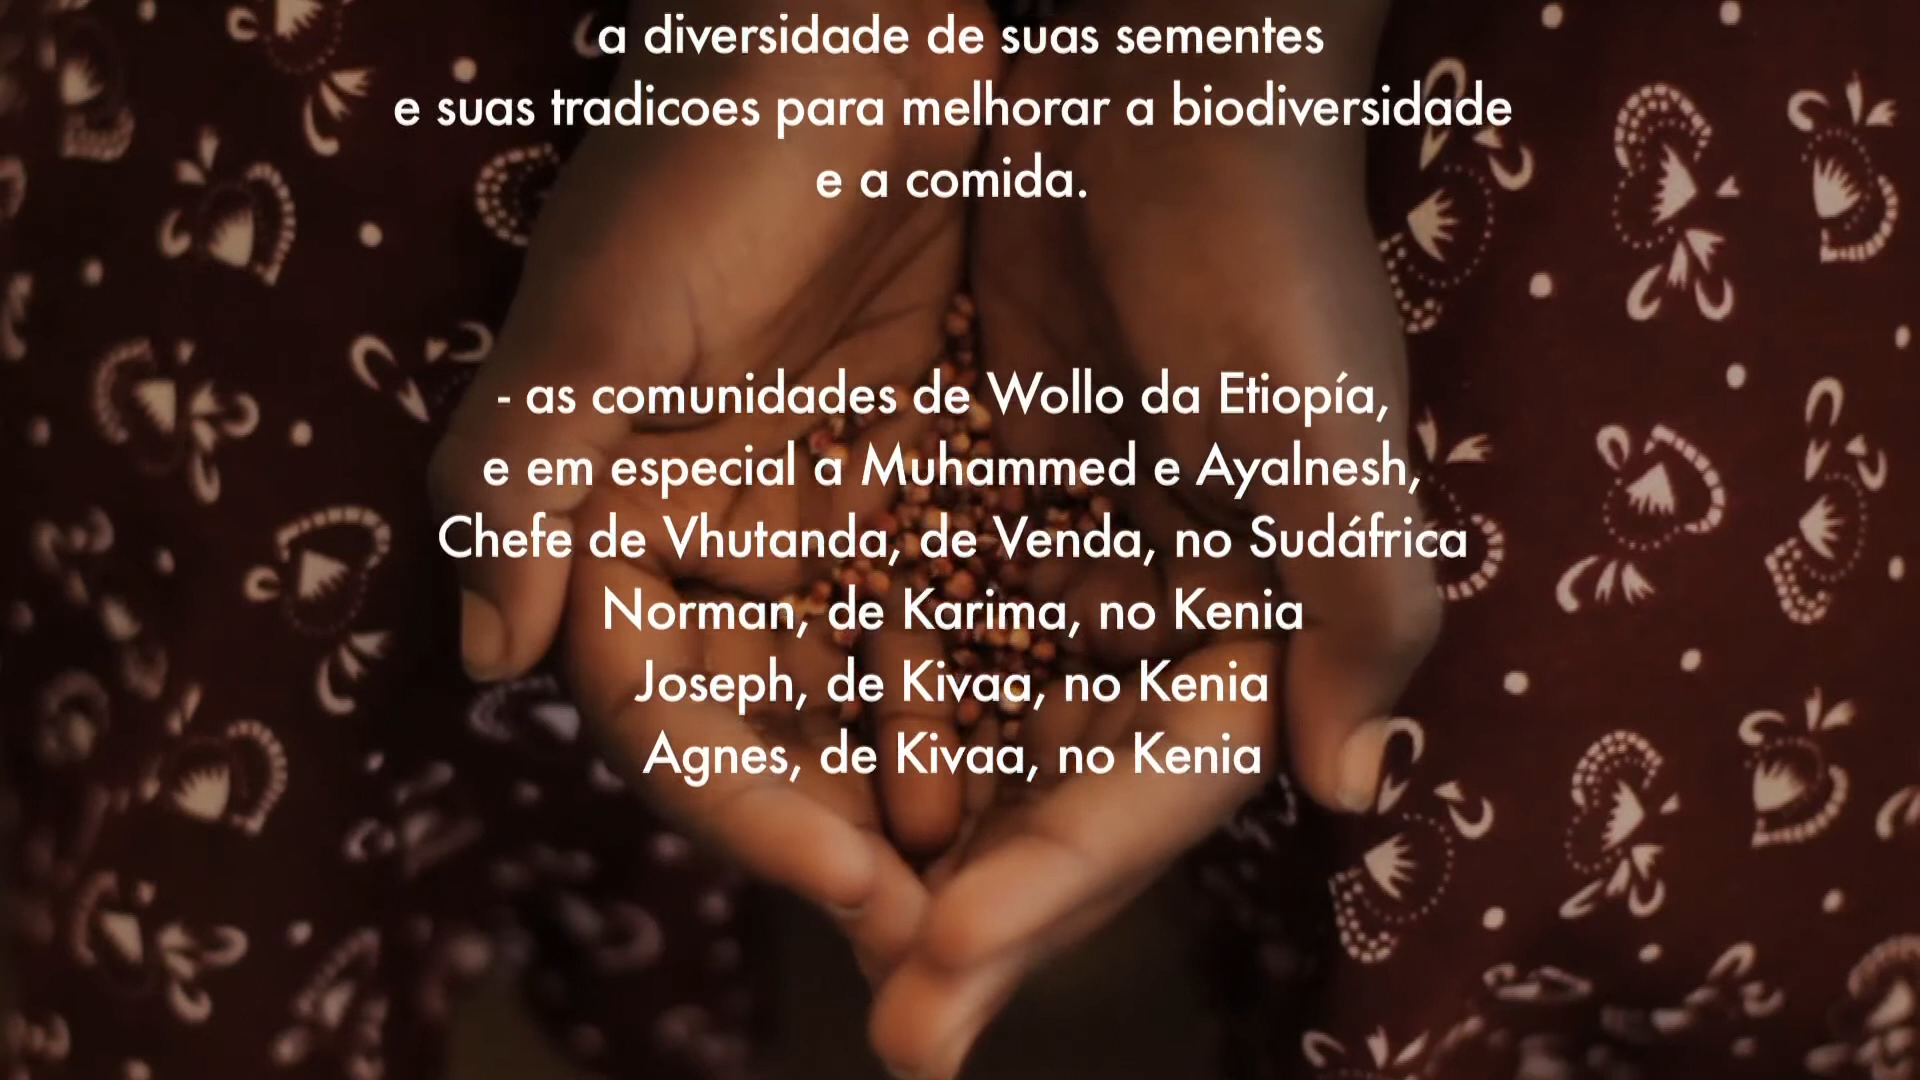 a diversidade de suas sementes
e suas tradicoes para melhorar a biodiversidade
e a comida.
- as comunidades de Wollo da Etiopía,
e em especial a Muhammed e Ayalnesh,
Chefe de Vhutanda, de Venda, no Sudáfrica
Norman, de Karima, no Kenia
Joseph, de Kivaa, no Kenia
Agnes, de Kivaa, no Kenia